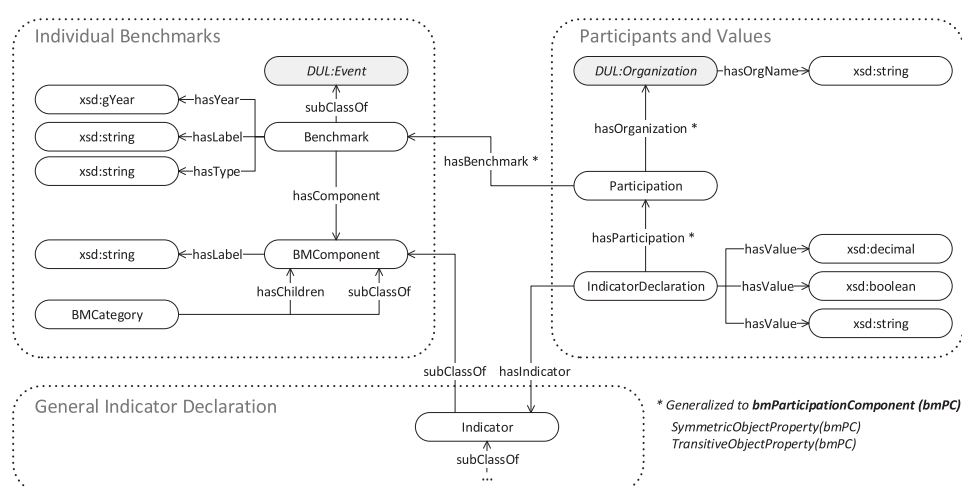 Individual Benchmarks
DUL:Event
xsd:gYear
hasYear
subClassOf
xsd:string
hasLabel
Benchmark
xsd:string
hasType
hasComponent
xsd:string
hasLabel
BMComponent
hasChildren
subClassOf
BMCategory
Participants and Values
DUL:Organization
hasOrgName
xsd:string
hasOrganization *
hasBenchmark *
Participation
hasParticipation *
IndicatorDeclaration
hasValue
xsd:decimal
hasValue
xsd:boolean
hasValue
xsd:string
subClassOf
hasIndicator
General Indicator Declaration
Indicator
subClassOf
...
* Generalized to bmParticipationComponent (bmPC)
SymmetricObjectProperty(bmPC)
TransitiveObjectProperty(bmPC)